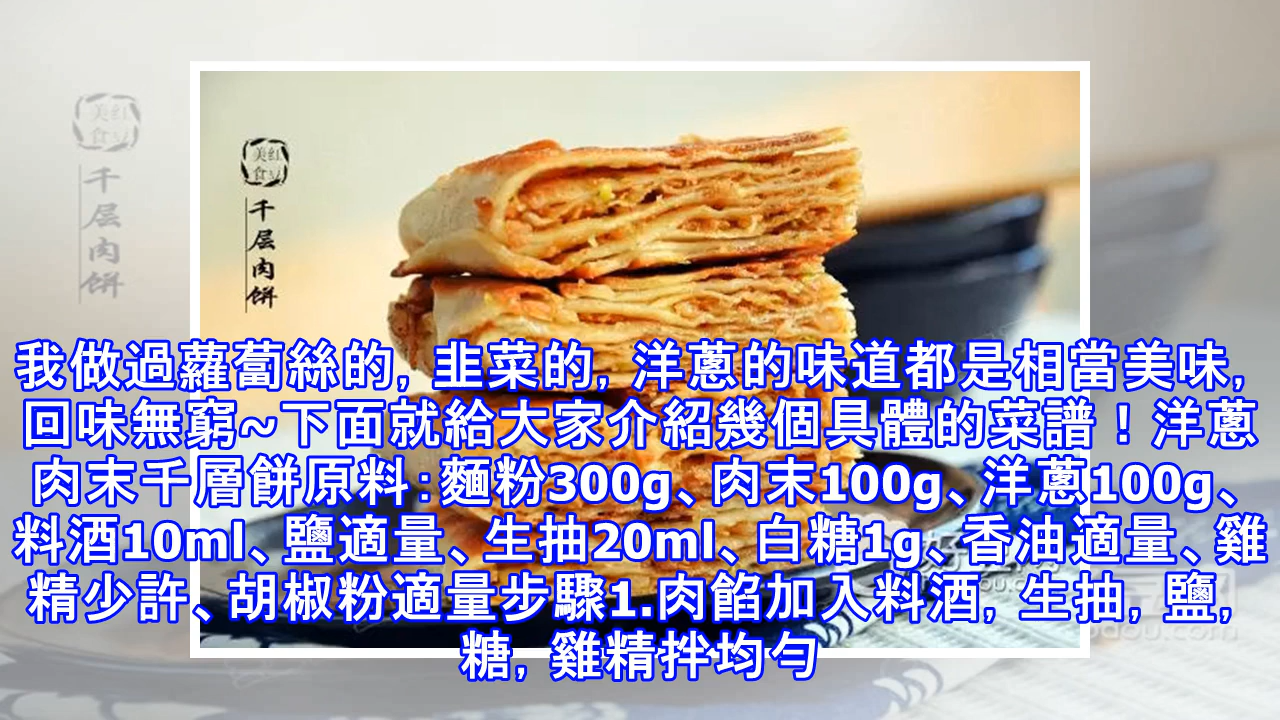 美红
食豆
千层肉饼
美红
食豆
千层肉饼
我做過蘿蔔絲的, 韭菜的, 洋蔥的味道都是相當美味,
回味無窮~下面就給大家介紹幾個具體的菜譜！洋蔥
肉末千層餅原料:麵粉300g、肉末100g、洋蔥100g、
料酒10ml、鹽適量、生抽20ml、白糖1g、香油適量、雞
精少許、胡椒粉適量步驟1.肉餡加入料酒, 生抽, 鹽,
糖, 雞精拌均勻